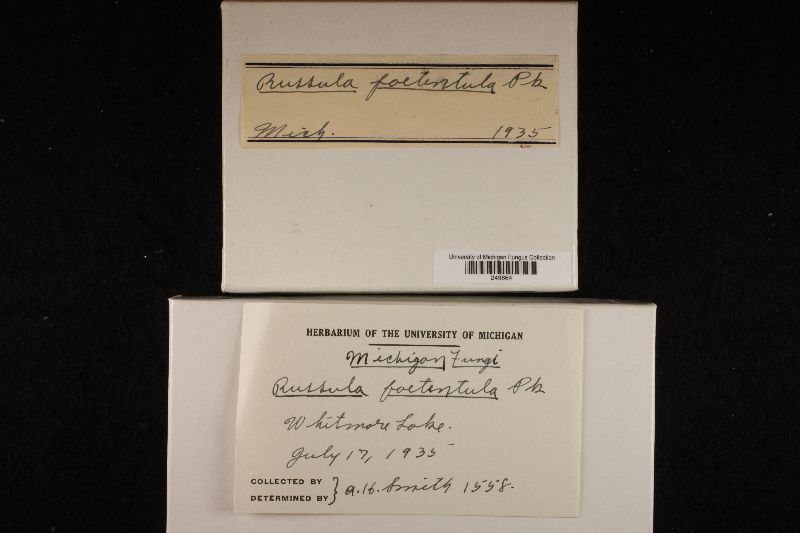 Russula foetentula Pk
Mich. 1935
University of Michigan Fungus Collection
249864
HERBARIUM OF THE UNIVERSITY OF MICHIGAN
Michigan Fungi
Russula foetentula Pk
Whitmore Lake.
July 17, 1935
COLLECTED BY
DETERMINED BY } A.H. Smith 1558.